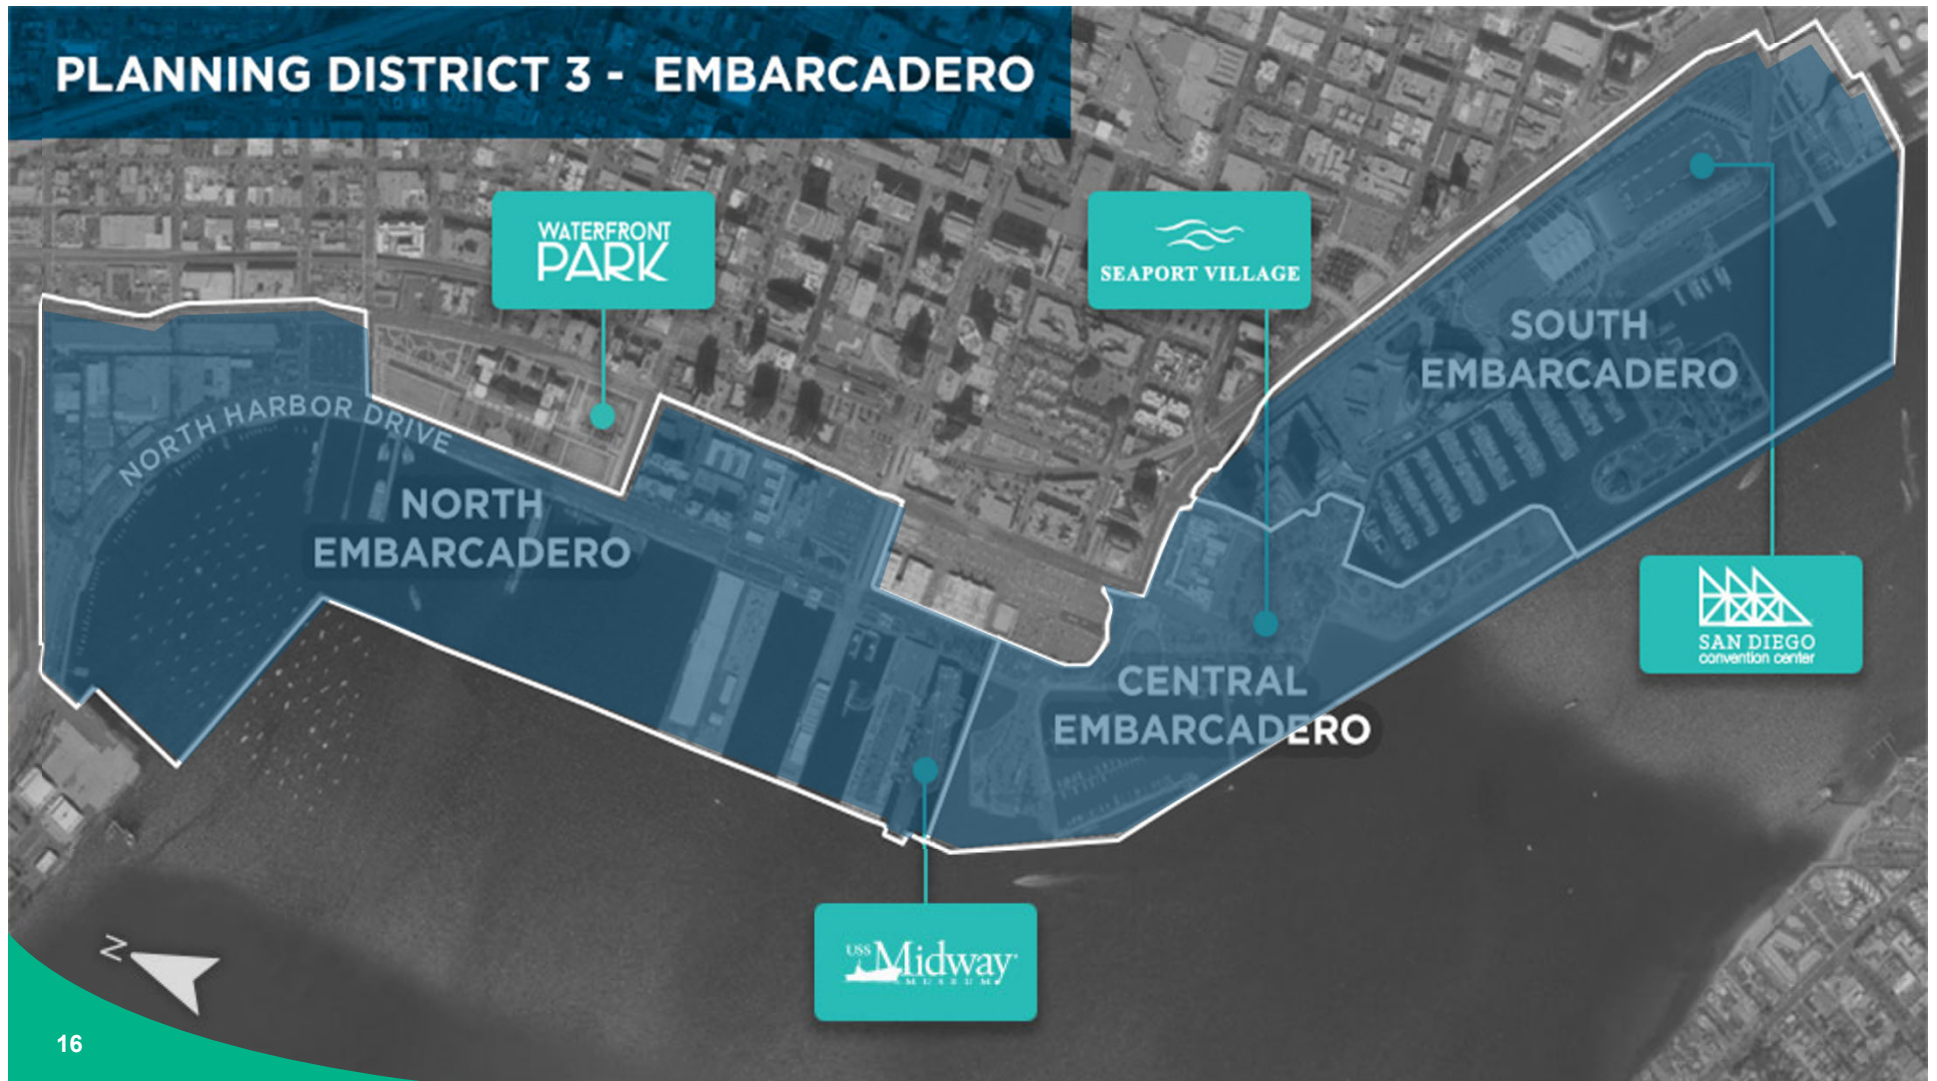 PLANNING DISTRICT 3 - EMBARCADERO
WATERFRONT
PARK
SEAPORT VILLAGE
SOUTH
EMBARCADERO
NORTH HARBOR DRIVE
NORTH
EMBARCADERO
SAN DIEGO
convention center
CENTRAL
EMBARCADERO
USS Midway
MUSEUM
N
16